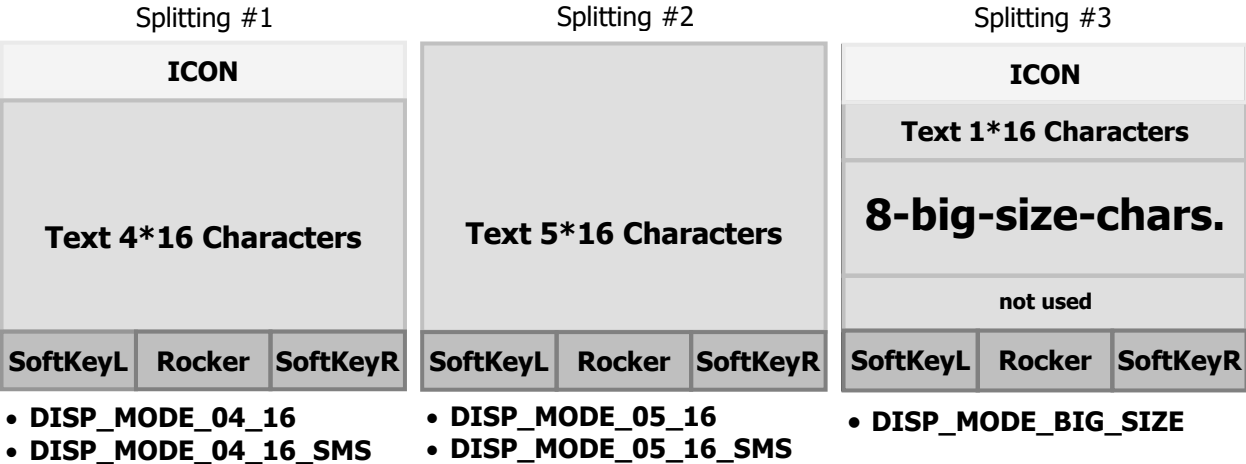 Splitting #1
ICON
Text 4*16 Characters
SoftKeyL Rocker SoftKeyR
• DISP_MODE_04_16
• DISP_MODE_04_16_SMS
Splitting #2
Text 5*16 Characters
SoftKeyL Rocker SoftKeyR
• DISP_MODE_05_16
• DISP_MODE_05_16_SMS
Splitting #3
ICON
Text 1*16 Characters
8-big-size-chars.
not used
SoftKeyL Rocker SoftKeyR
• DISP_MODE_BIG_SIZE